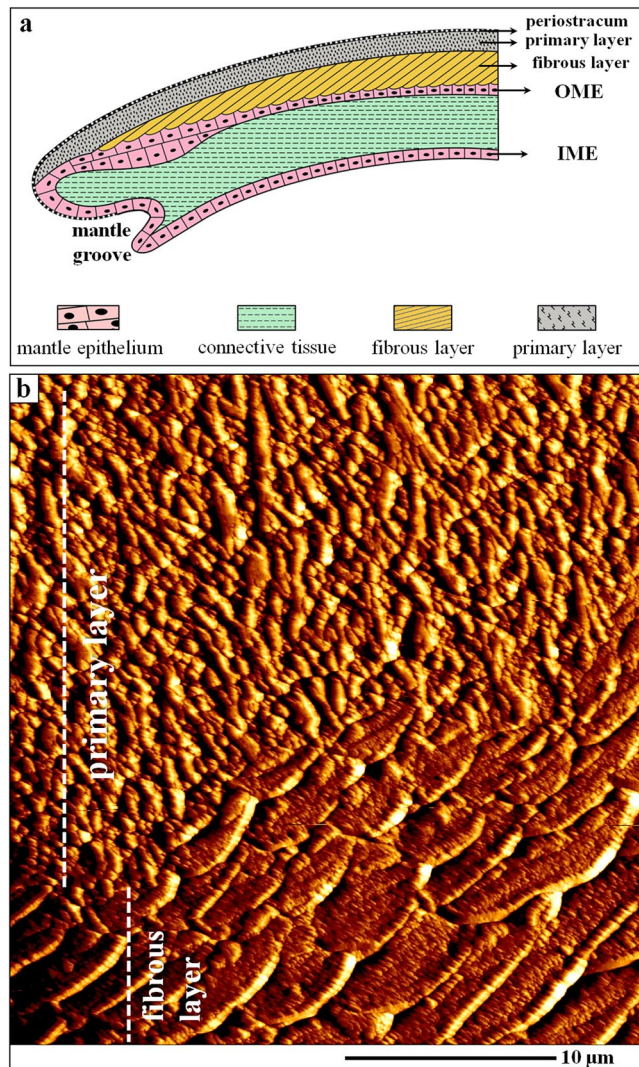 a
periostracum
primary layer
fibrous layer
OME
IME
mantle
groove
mantle epithelium
connective tissue
fibrous layer
primary layer
b
primary layer
fibrous
layer
10 µm